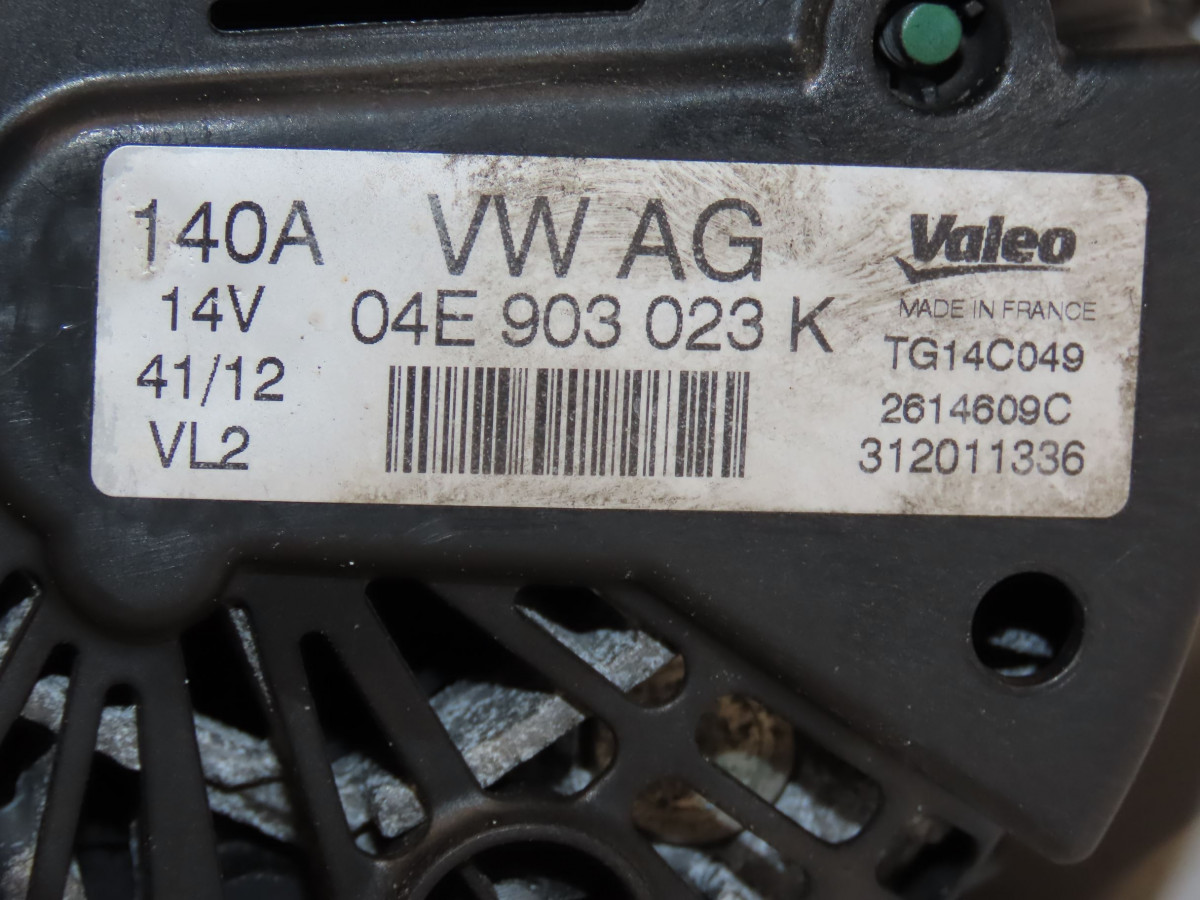 140A
14V
41/12
VL2
VW AG
04E 903 023 K
Valeo
MADE IN FRANCE
TG14C049
2614609C
312011336